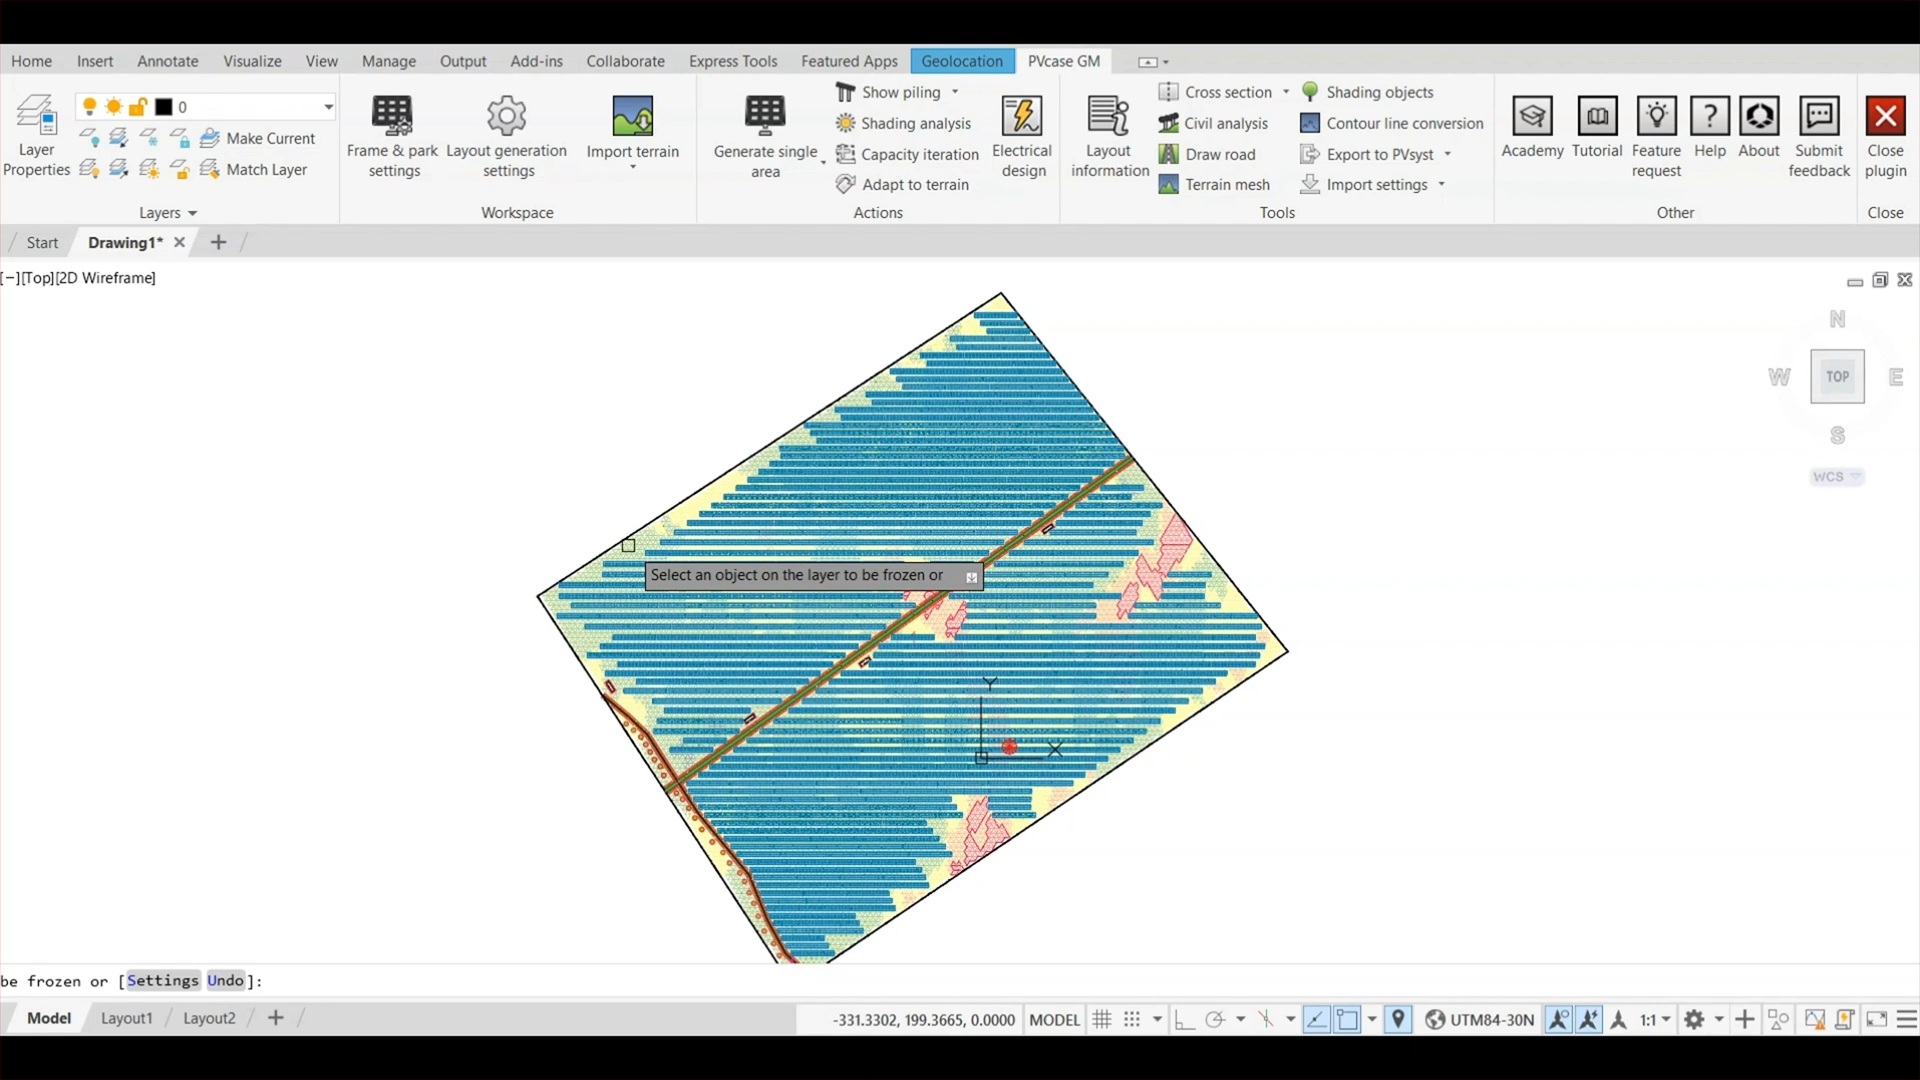 Home Insert Annotate Visualize View Manage Output Add-ins Collaborate Express Tools Featured Apps Geolocation PVcase GM
Layer
Properties
0
Make Current
Match Layer
Layers
Frame & park
settings
Layout generation
settings
Import terrain
Workspace
Generate single
area
Show piling
Shading analysis
Capacity iteration
Adapt to terrain
Electrical
design
Actions
Layout
information
Cross section
Civil analysis
Draw road
Terrain mesh
Shading objects
Contour line conversion
Export to PVsyst
Import settings
Tools
Academy
Tutorial
Feature
request
Help
About
Submit
feedback
Other
Close
plugin
Close
Start Drawing1*
[−][Top][2D Wireframe]
N
W TOP E
S
WCS
Select an object on the layer to be frozen or
Y
X
be frozen or [Settings Undo]:
Model Layout1 Layout2
-331.3302, 199.3665, 0.0000 MODEL UTM84-30N 1:1